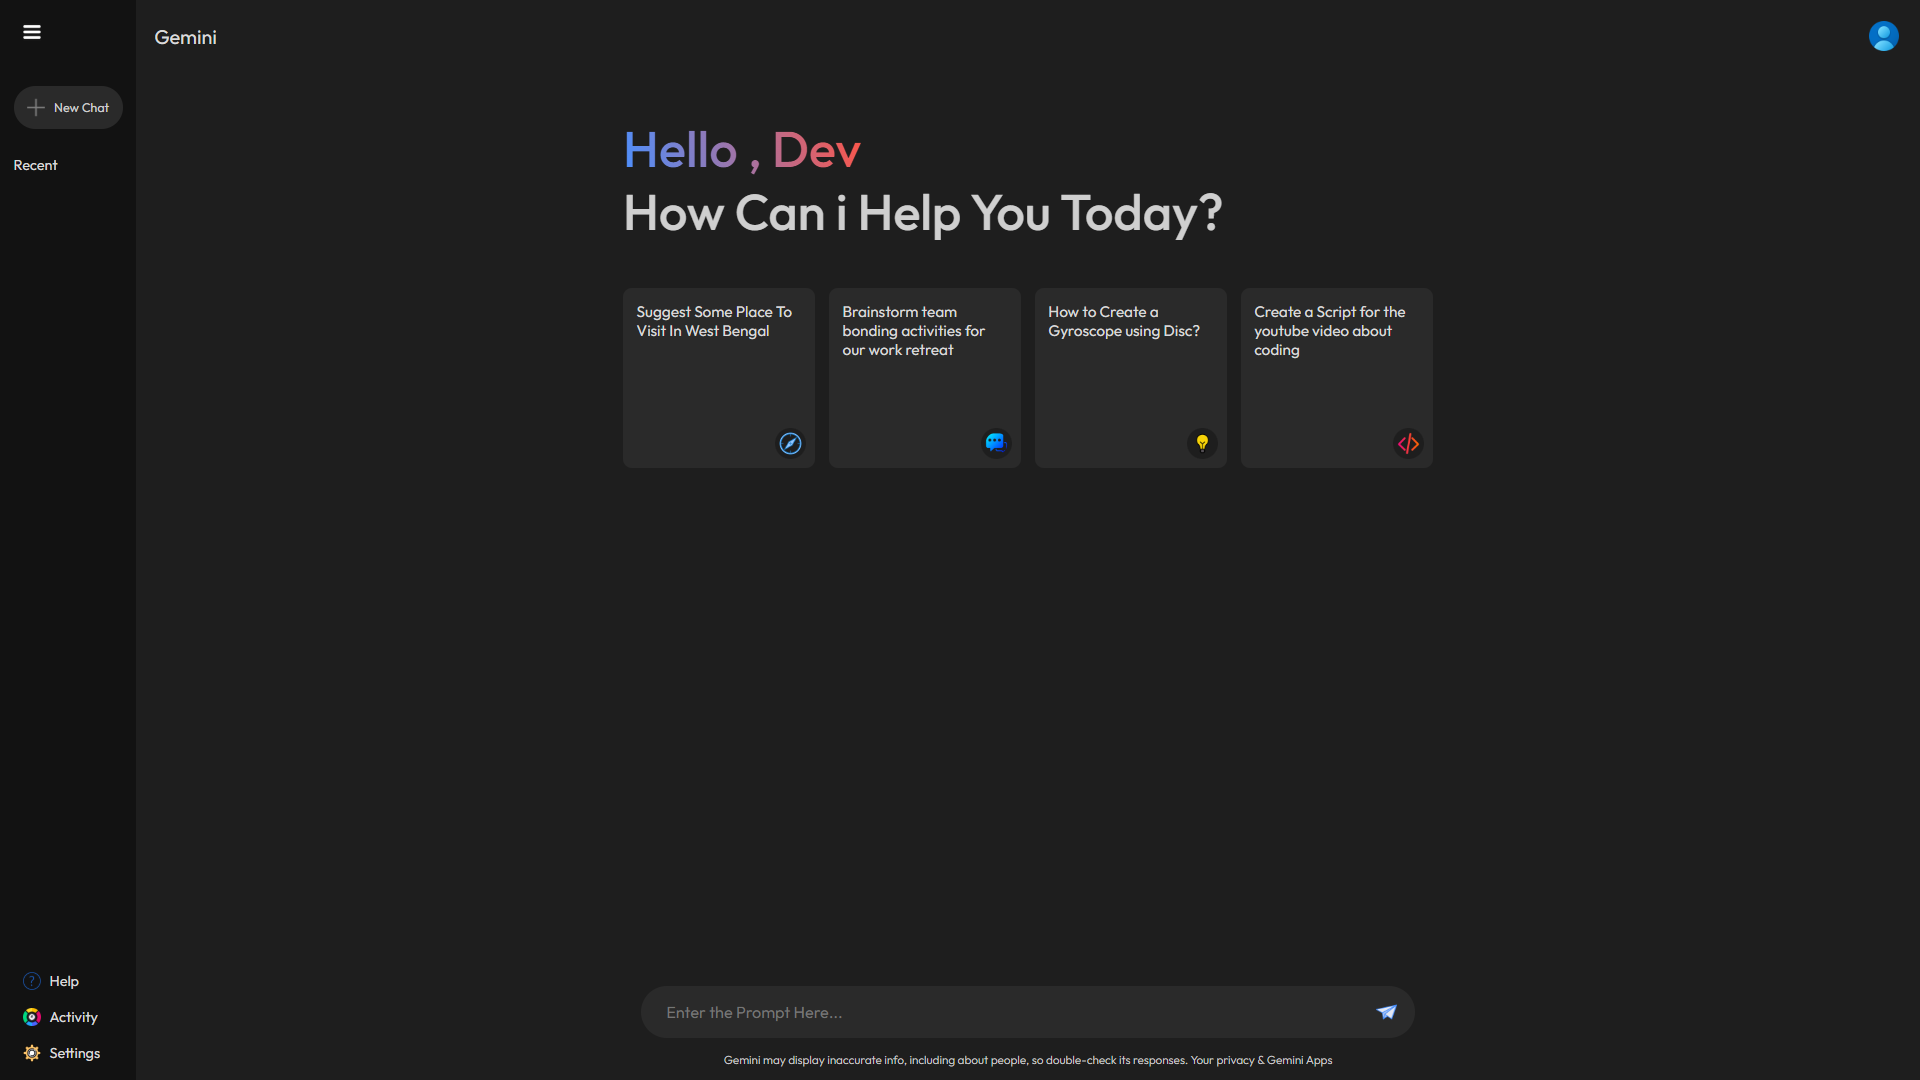 Gemini
New Chat
Recent
Hello , Dev
How Can i Help You Today?
Suggest Some Place To
Visit In West Bengal
Brainstorm team
bonding activities for
our work retreat
How to Create a
Gyroscope using Disc?
Create a Script for the
youtube video about
coding
Help
Activity
Settings
Enter the Prompt Here...
Gemini may display inaccurate info, including about people, so double-check its responses. Your privacy & Gemini Apps